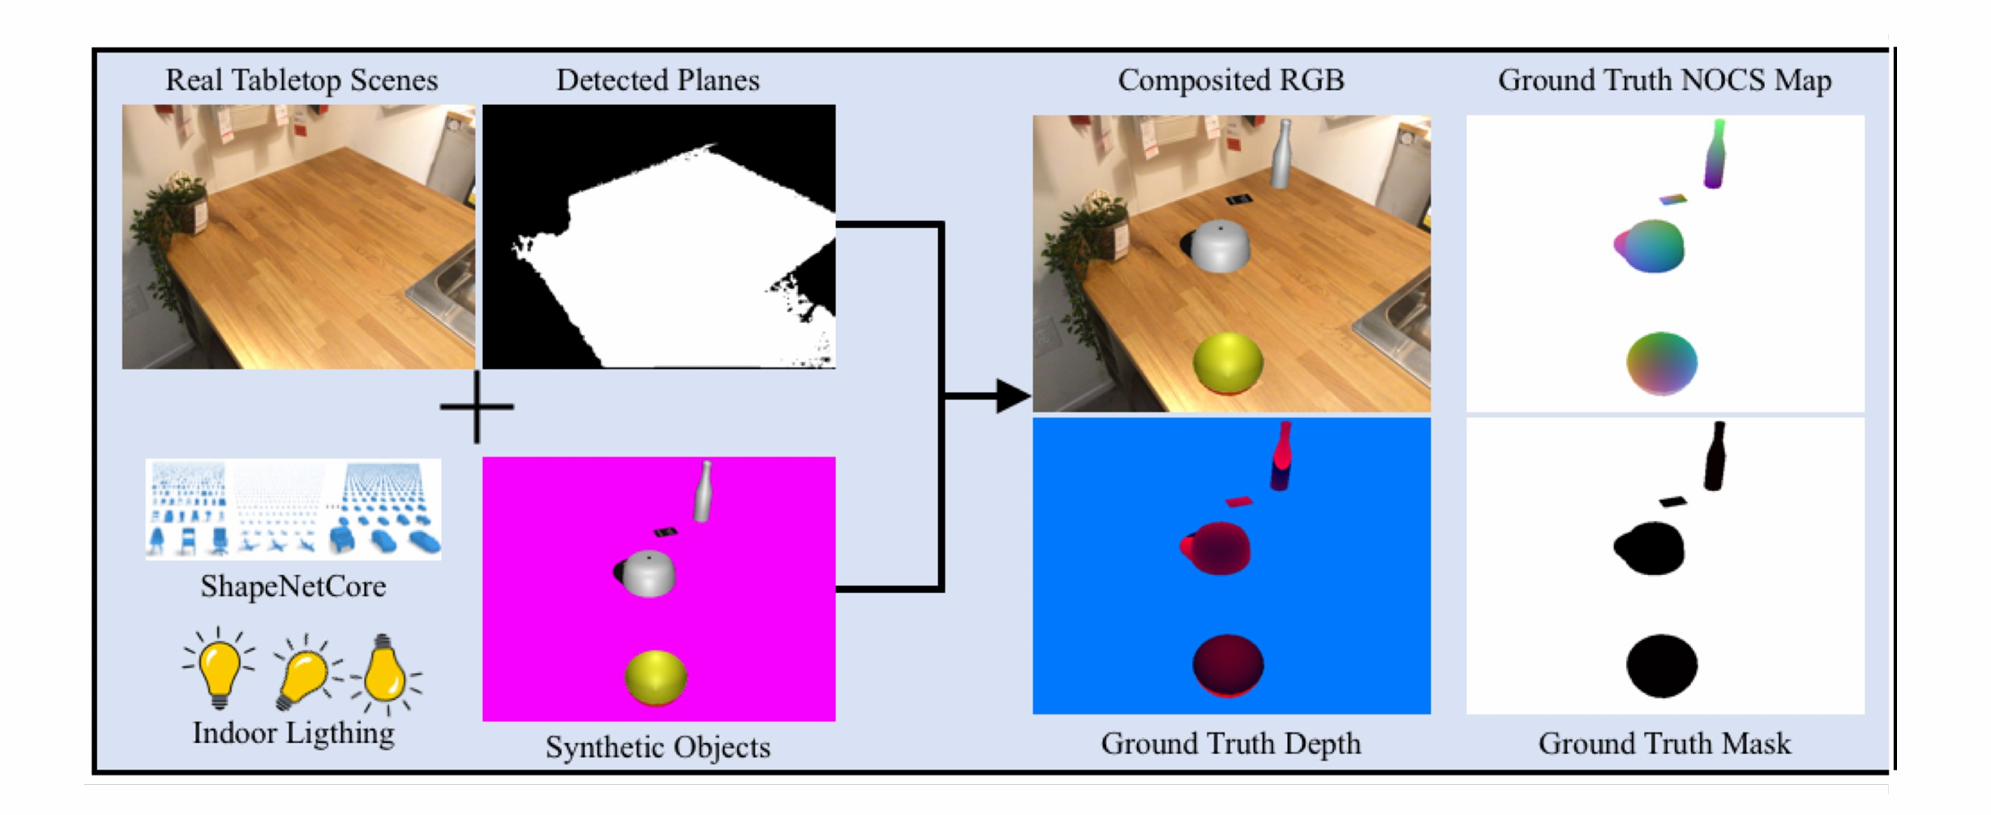 Real Tabletop Scenes
Detected Planes
Composited RGB
Ground Truth NOCS Map
ShapeNetCore
Indoor Ligthing
Synthetic Objects
Ground Truth Depth
Ground Truth Mask